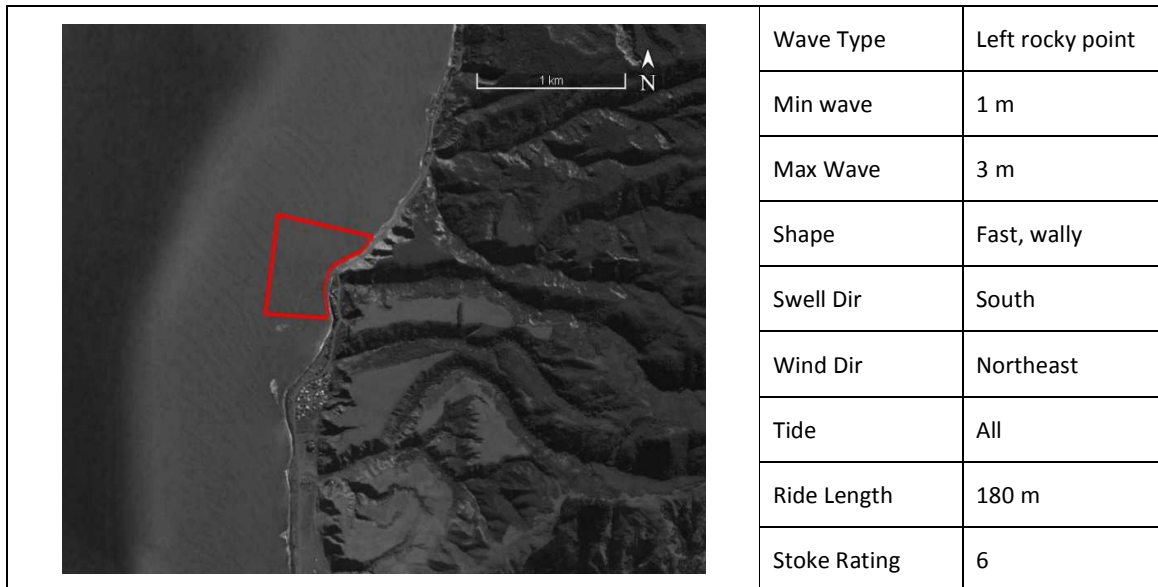 1 km
N
Wave Type Left rocky point
Min wave 1 m
Max Wave 3 m
Shape Fast, wally
Swell Dir South
Wind Dir Northeast
Tide All
Ride Length 180 m
Stoke Rating 6